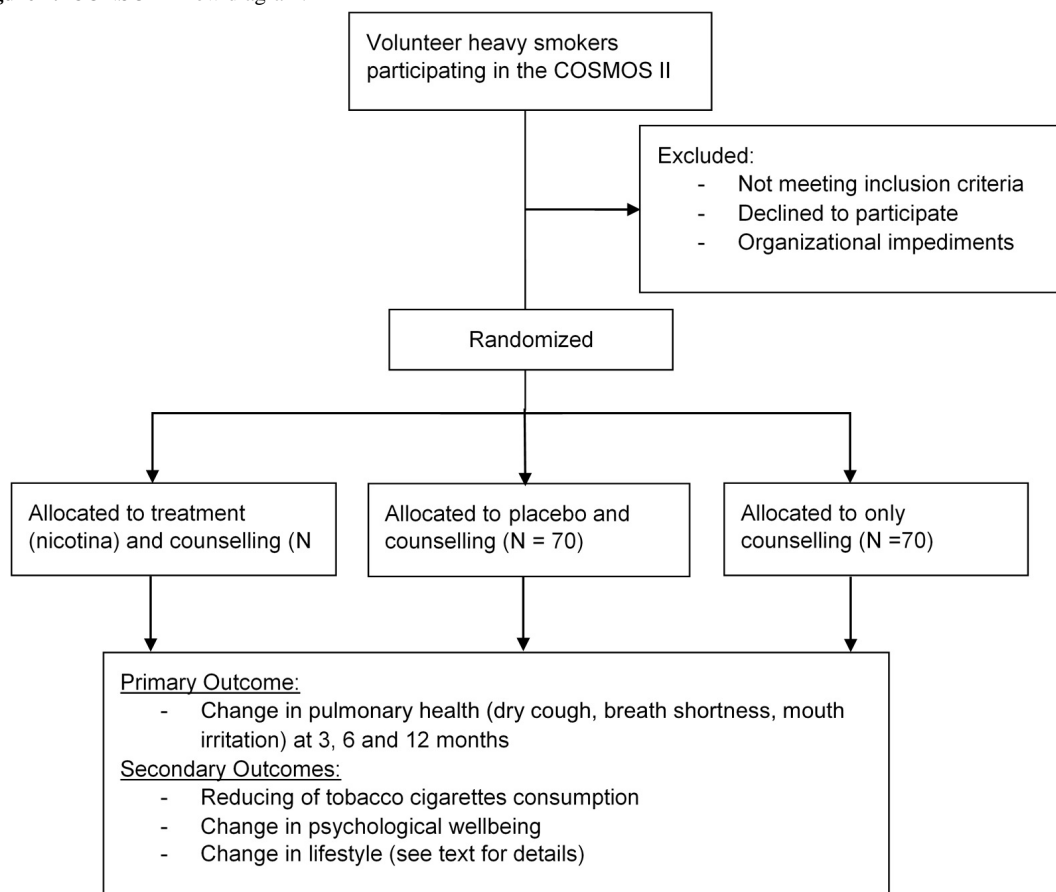 Volunteer heavy smokers
participating in the COSMOS II
Excluded:
- Not meeting inclusion criteria
- Declined to participate
- Organizational impediments
Randomized
Allocated to treatment
(nicotina) and counselling (N
Allocated to placebo and
counselling (N = 70)
Allocated to only
counselling (N =70)
Primary Outcome:
- Change in pulmonary health (dry cough, breath shortness, mouth
irritation) at 3, 6 and 12 months
Secondary Outcomes:
- Reducing of tobacco cigarettes consumption
- Change in psychological wellbeing
- Change in lifestyle (see text for details)